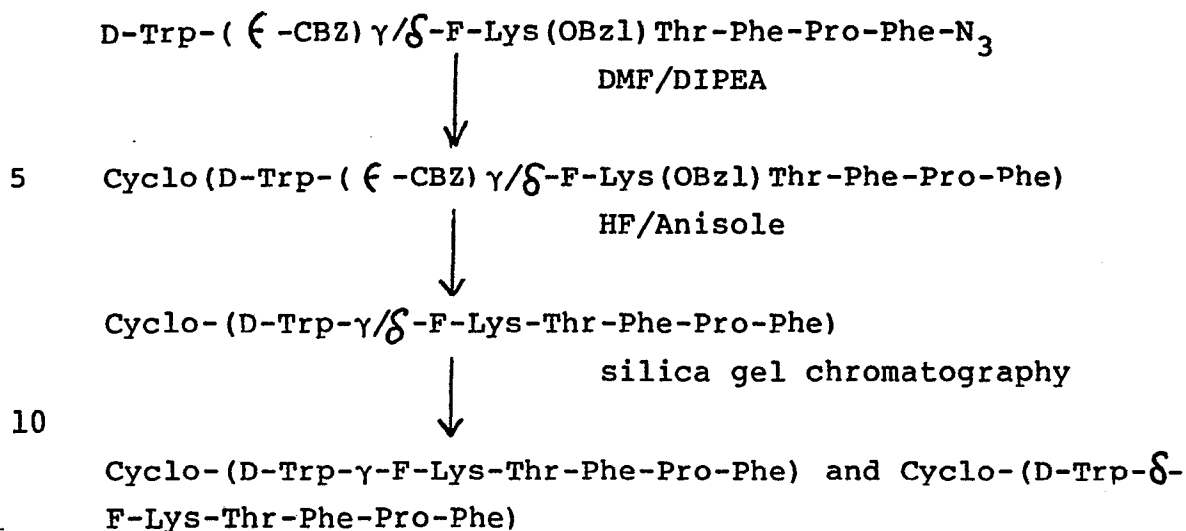 D-Trp-( ϵ -CBZ) γ/δ-F-Lys(OBzl) Thr-Phe-Pro-Phe-N3
DMF/DIPEA
5 Cyclo(D-Trp-( ϵ -CBZ) γ/δ-F-Lys(OBzl) Thr-Phe-Pro-Phe)
HF/Anisole
Cyclo-(D-Trp-γ/δ-F-Lys-Thr-Phe-Pro-Phe)
silica gel chromatography
10
Cyclo-(D-Trp-γ-F-Lys-Thr-Phe-Pro-Phe) and Cyclo-(D-Trp-δ-
F-Lys-Thr-Phe-Pro-Phe)